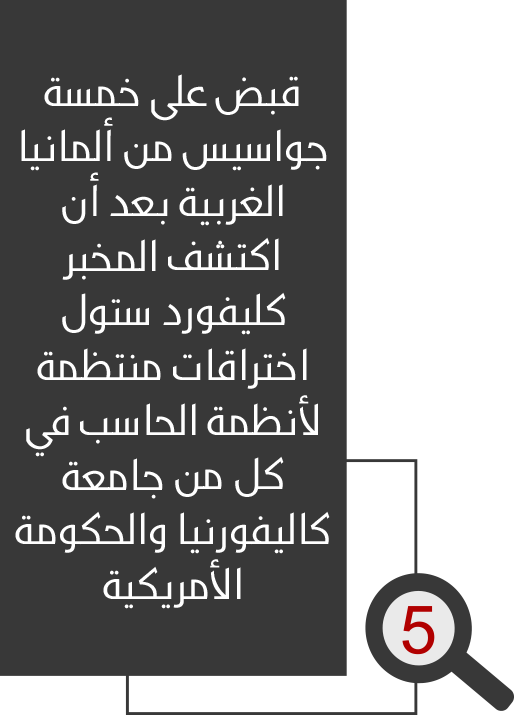 قبض على خمسة
جواسيس من ألمانيا
الغربية بعد أن
اكتشف المخبر
كليفورد ستول
اختراقات منتظمة
لأنظمة الحاسب في
كل من جامعة
كاليفورنيا والحكومة
الأمريكية
5